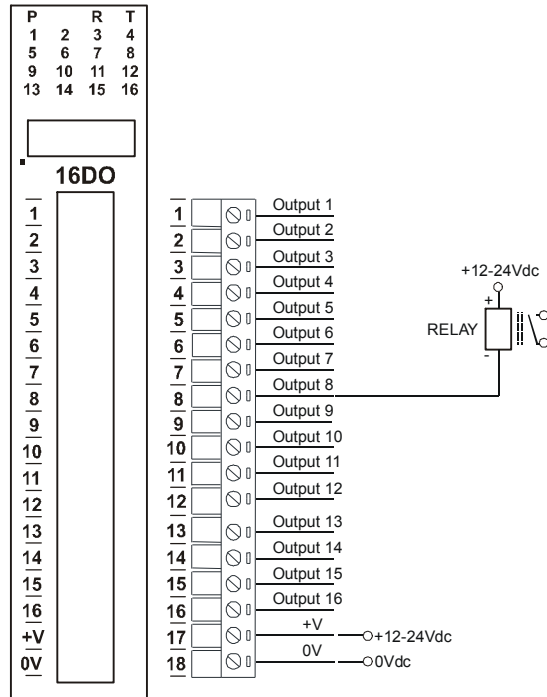 P R T
1 2 3 4
5 6 7 8
9 10 11 12
13 14 15 16
16DO
1
2
3
4
5
6
7
8
9
10
11
12
13
14
15
16
+V
0V
1 Output 1
2 Output 2
3 Output 3
4 Output 4
5 Output 5
6 Output 6
7 Output 7
8 Output 8
9 Output 9
10 Output 10
11 Output 11
12 Output 12
13 Output 13
14 Output 14
15 Output 15
16 Output 16
17 +V +12-24Vdc
18 0V 0Vdc
+12-24Vdc
+
RELAY
-